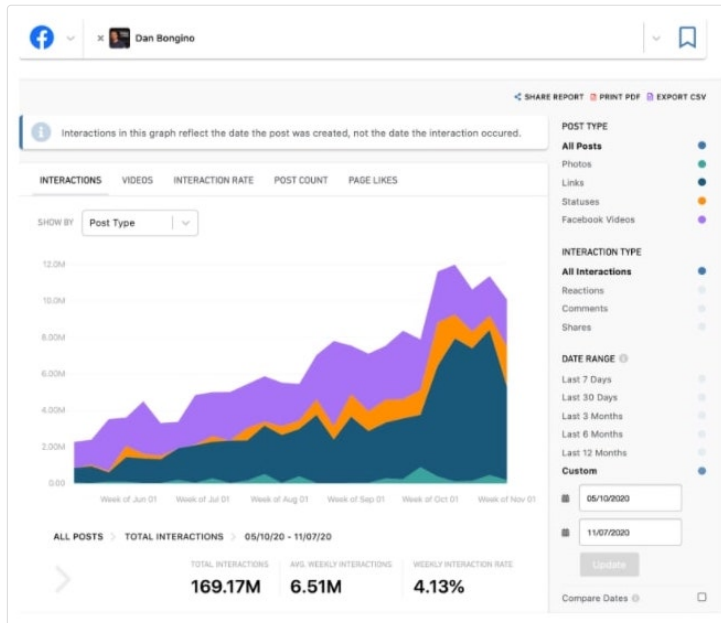 Dan Bongino
SHARE REPORT PRINT PDF EXPORT CSV
Interactions in this graph reflect the date the post was created, not the date the interaction occured.
INTERACTIONS VIDEOS INTERACTION RATE POST COUNT PAGE LIKES
SHOW BY Post Type
12.0M
10.0M
8.00M
6.00M
4.00M
2.00M
0.00
Week of Jun 01 Week of Jul 01 Week of Aug 01 Week of Sep 01 Week of Oct 01 Week of Nov 01
ALL POSTS > TOTAL INTERACTIONS > 05/10/20 - 11/07/20
TOTAL INTERACTIONS AVG. WEEKLY INTERACTIONS WEEKLY INTERACTION RATE
169.17M 6.51M 4.13%
POST TYPE
All Posts
Photos
Links
Statuses
Facebook Videos
INTERACTION TYPE
All Interactions
Reactions
Comments
Shares
DATE RANGE
Last 7 Days
Last 30 Days
Last 3 Months
Last 6 Months
Last 12 Months
Custom
05/10/2020
11/07/2020
Update
Compare Dates